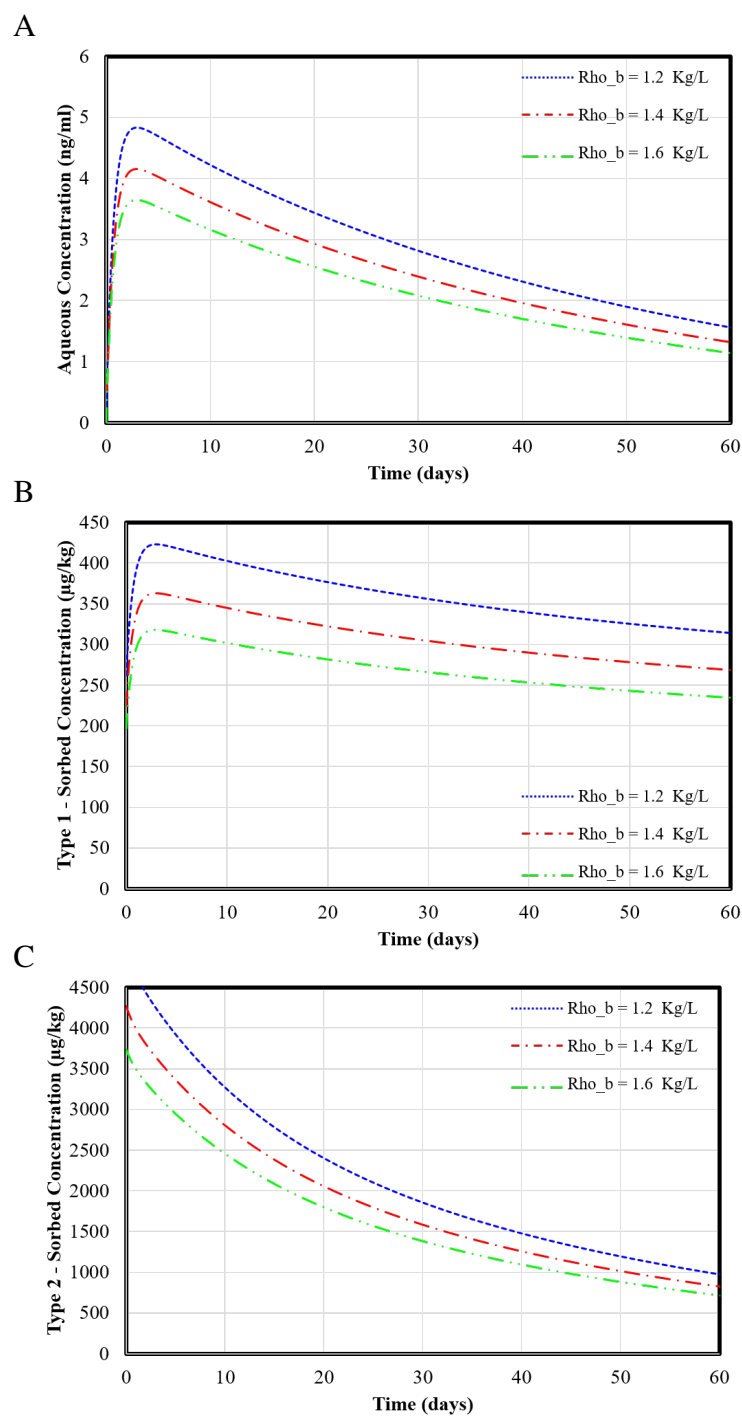 A
6
5
4
3
2
1
0
Aqueous Concentration (ng/ml)
Rho_b = 1.2 Kg/L
Rho_b = 1.4 Kg/L
Rho_b = 1.6 Kg/L
0 10 20 30 40 50 60
Time (days)
B
450
400
350
300
250
200
150
100
50
0
Type 1 - Sorbed Concentration (µg/kg)
Rho_b = 1.2 Kg/L
Rho_b = 1.4 Kg/L
Rho_b = 1.6 Kg/L
0 10 20 30 40 50 60
Time (days)
C
4500
4000
3500
3000
2500
2000
1500
1000
500
0
Type 2 - Sorbed Concentration (µg/kg)
Rho_b = 1.2 Kg/L
Rho_b = 1.4 Kg/L
Rho_b = 1.6 Kg/L
0 10 20 30 40 50 60
Time (days)